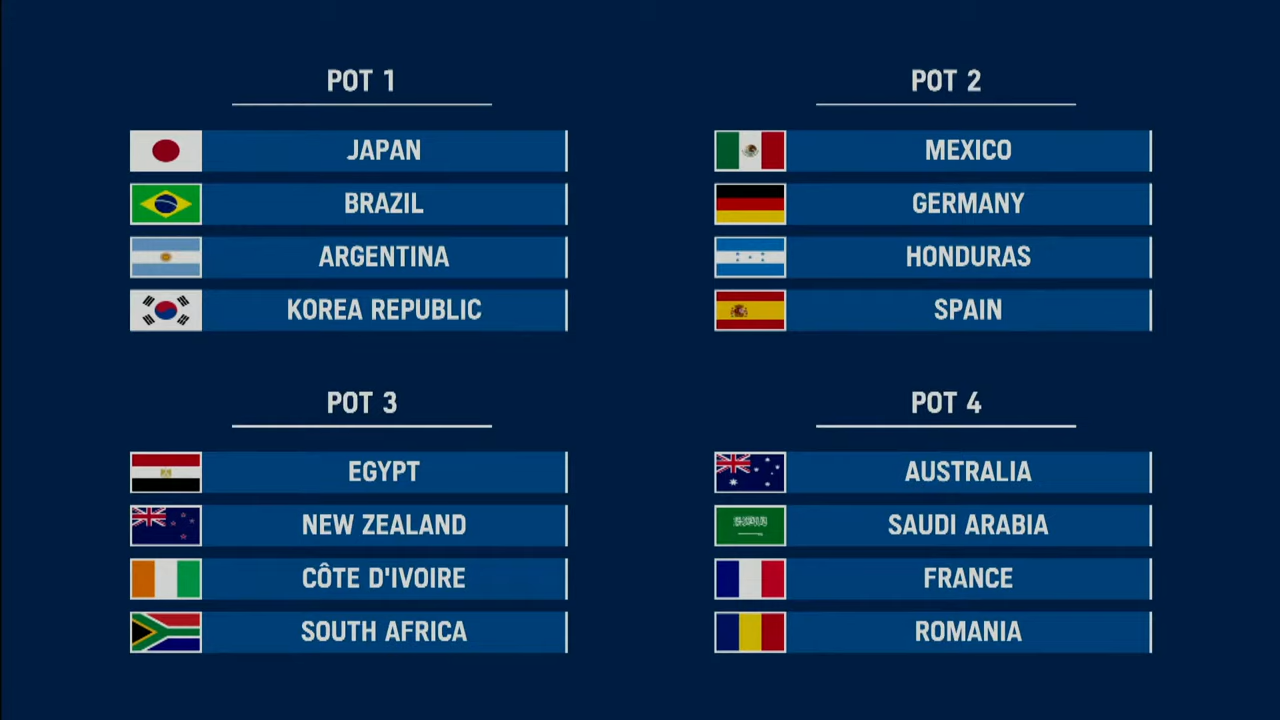 POT 1
JAPAN
BRAZIL
ARGENTINA
KOREA REPUBLIC
POT 2
MEXICO
GERMANY
HONDURAS
SPAIN
POT 3
EGYPT
NEW ZEALAND
CÔTE D'IVOIRE
SOUTH AFRICA
POT 4
AUSTRALIA
SAUDI ARABIA
FRANCE
ROMANIA